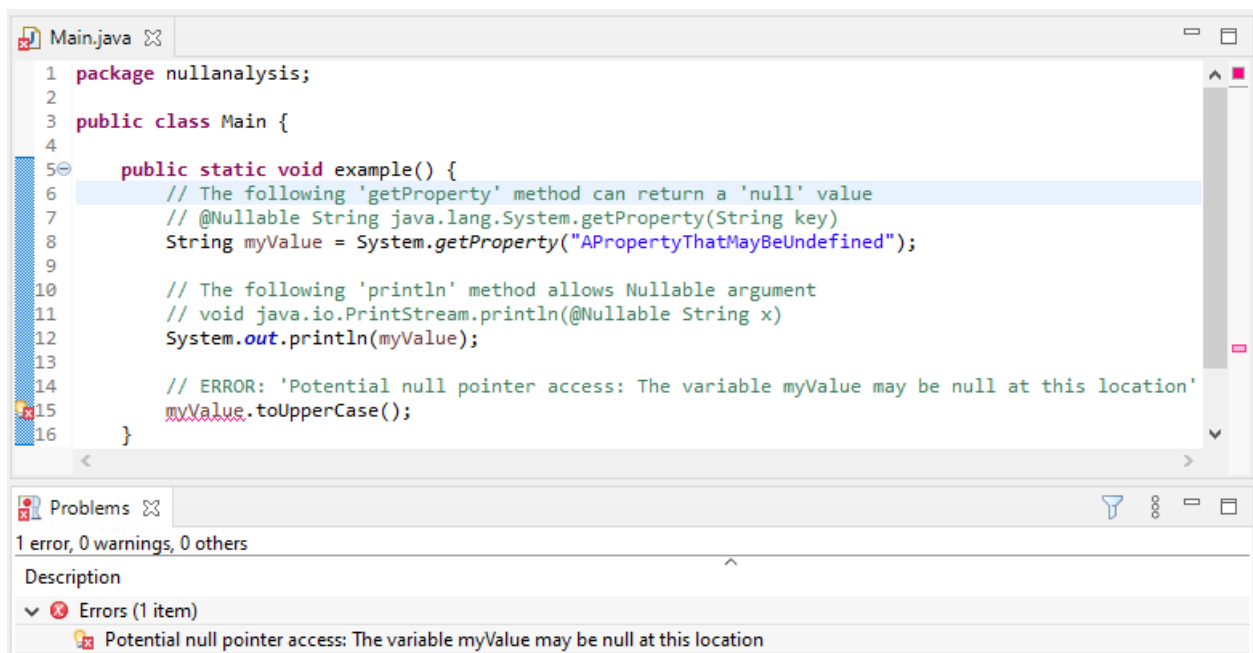 Main.java
1 package nullanalysis;
2
3 public class Main {
4
5 public static void example() {
6 // The following 'getProperty' method can return a 'null' value
7 // @Nullable String java.lang.System.getProperty(String key)
8 String myValue = System.getProperty("APropertyThatMayBeUndefined");
9
10 // The following 'println' method allows Nullable argument
11 // void java.io.PrintStream.println(@Nullable String x)
12 System.out.println(myValue);
13
14 // ERROR: 'Potential null pointer access: The variable myValue may be null at this location'
15 myValue.toUpperCase();
16 }
Problems
1 error, 0 warnings, 0 others
Description
Errors (1 item)
Potential null pointer access: The variable myValue may be null at this location